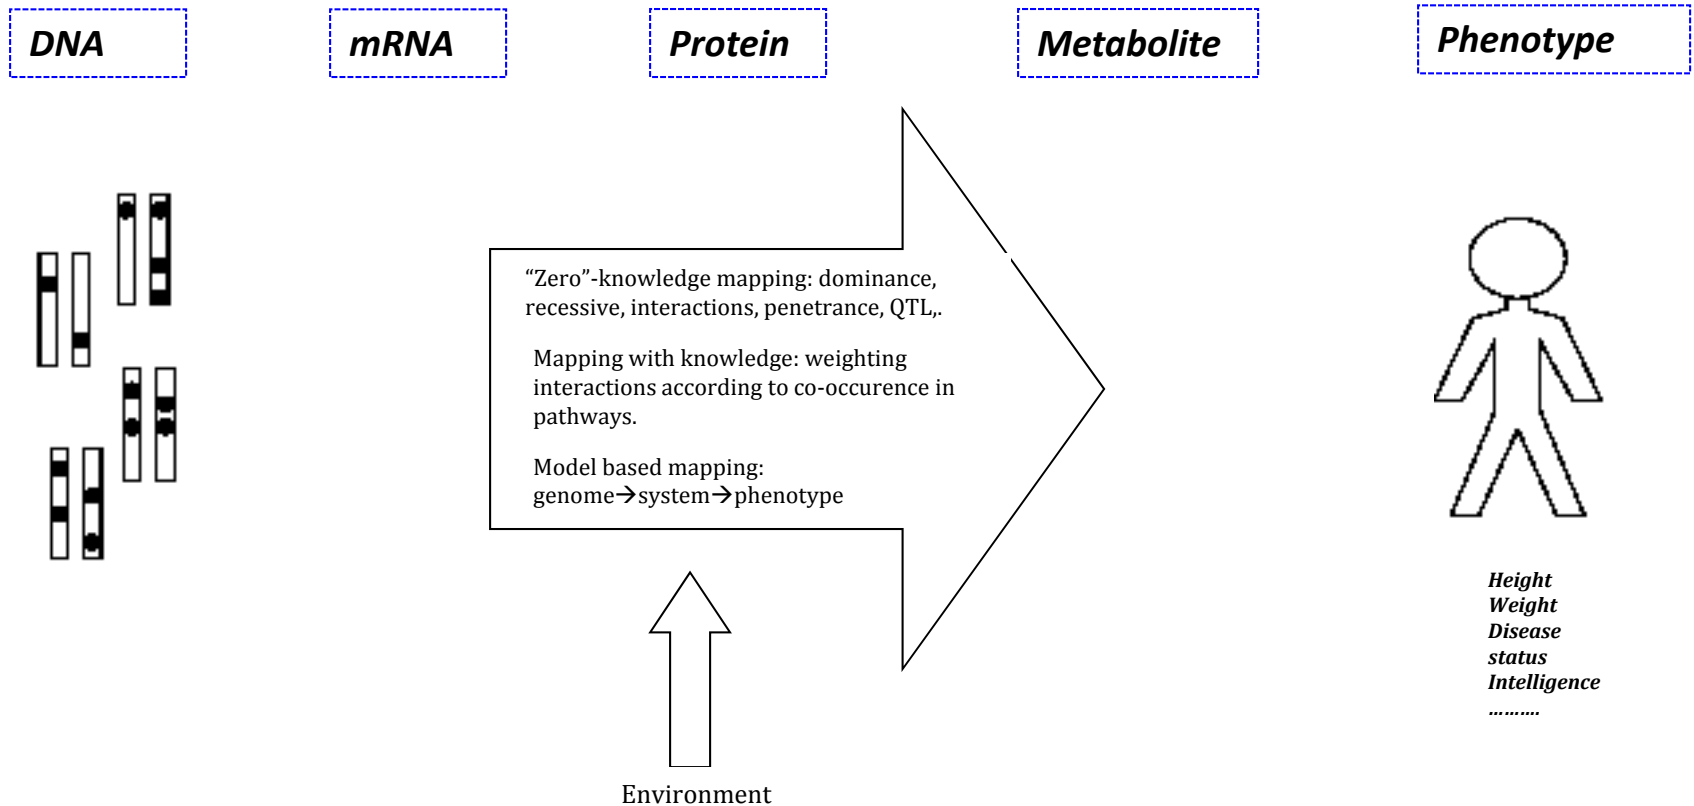 DNA
mRNA
Protein
Metabolite
Phenotype
“Zero”-knowledge mapping: dominance,
recessive, interactions, penetrance, QTL,.
Mapping with knowledge: weighting
interactions according to co-occurence in
pathways.
Model based mapping:
genome→system→phenotype
Height
Weight
Disease
status
Intelligence
……….
Environment